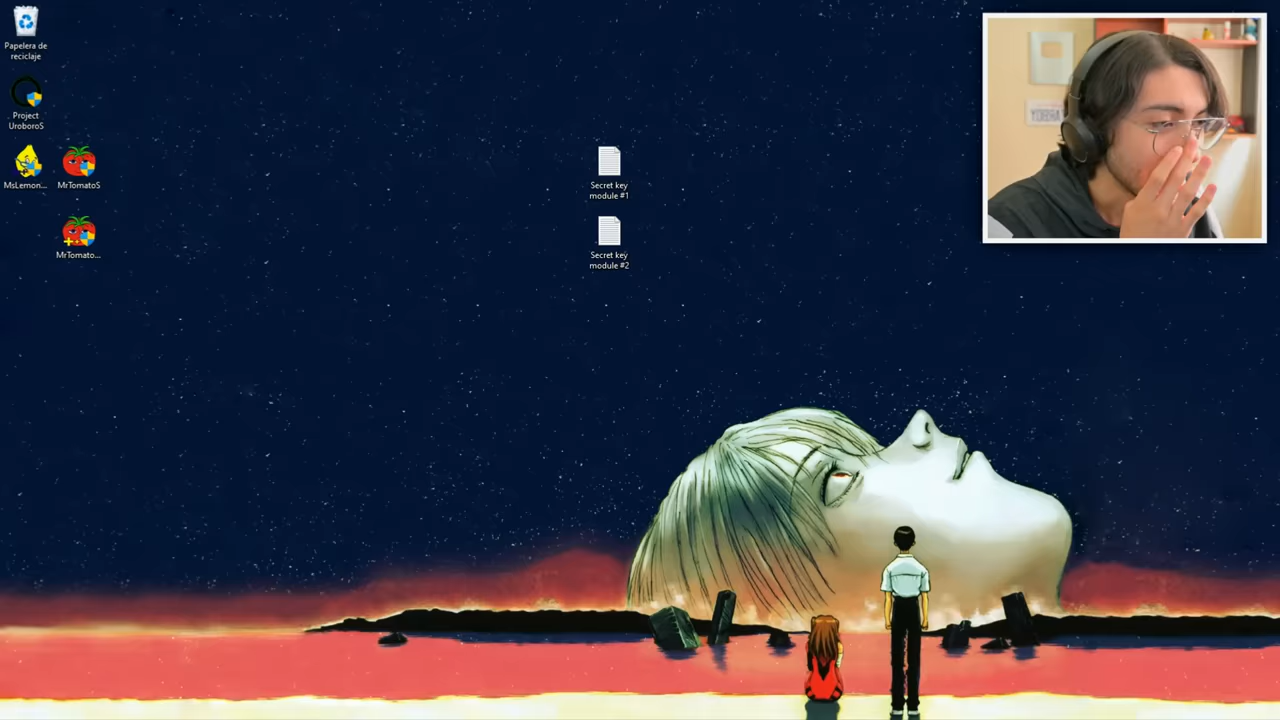 Papelera de
reciclaje
Project
UroboroS
MsLemon...
MrTomatoS
MrTomato...
Secret key
module #1
Secret key
module #2